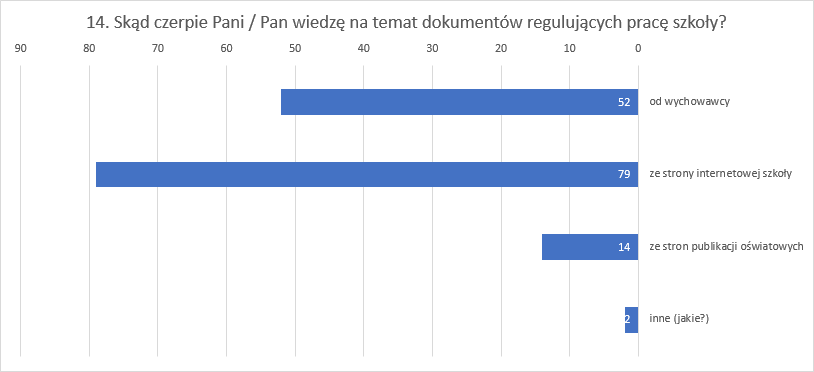 14. Skąd czerpie Pani / Pan wiedzę na temat dokumentów regulujących pracę szkoły?
90 80 70 60 50 40 30 20 10 0
52 od wychowawcy
79 ze strony internetowej szkoły
14 ze stron publikacji oświatowych
2 inne (jakie?)